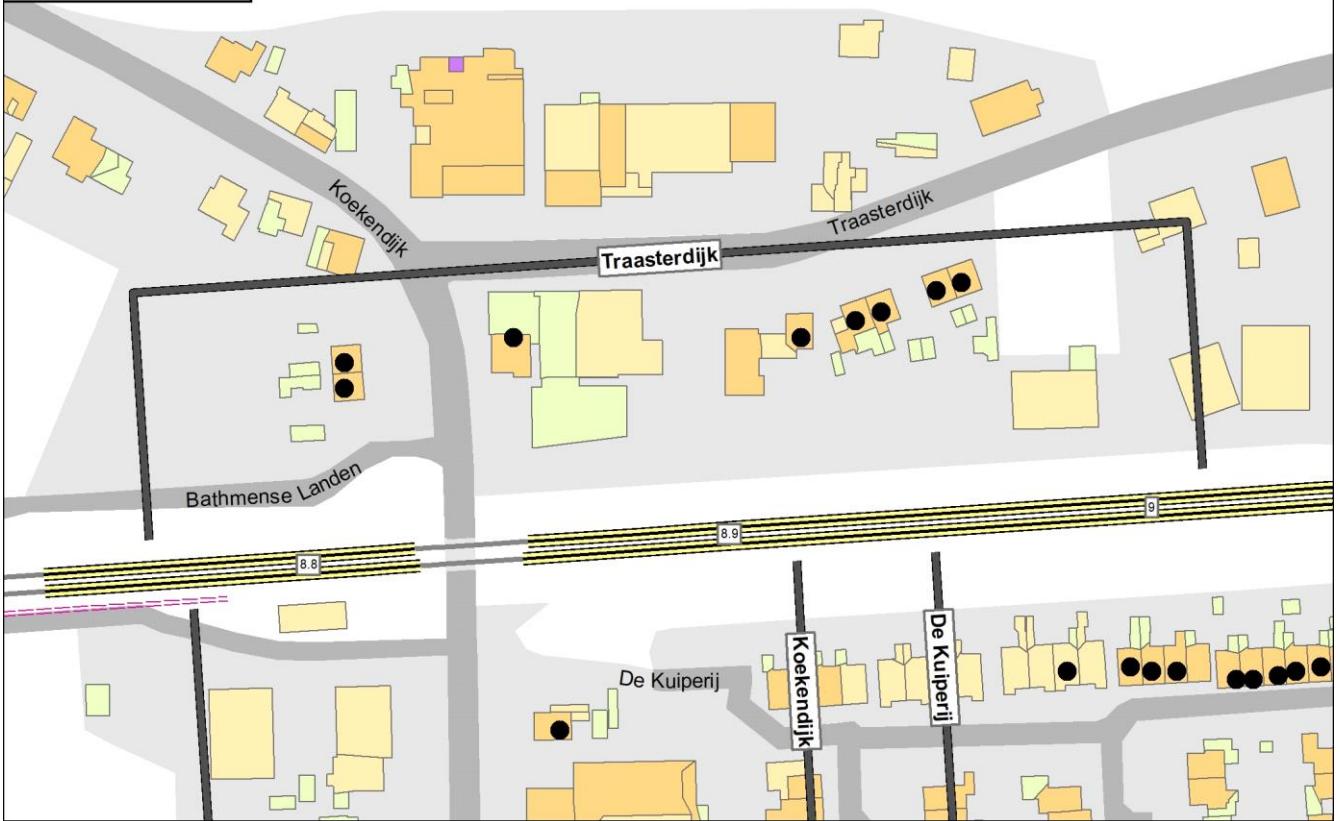 Koekendijk
Traasterdijk
Traasterdijk
Bathmense Landen
8.8
8.9
9
De Kuiperij
Koekendijk
De Kuiperij